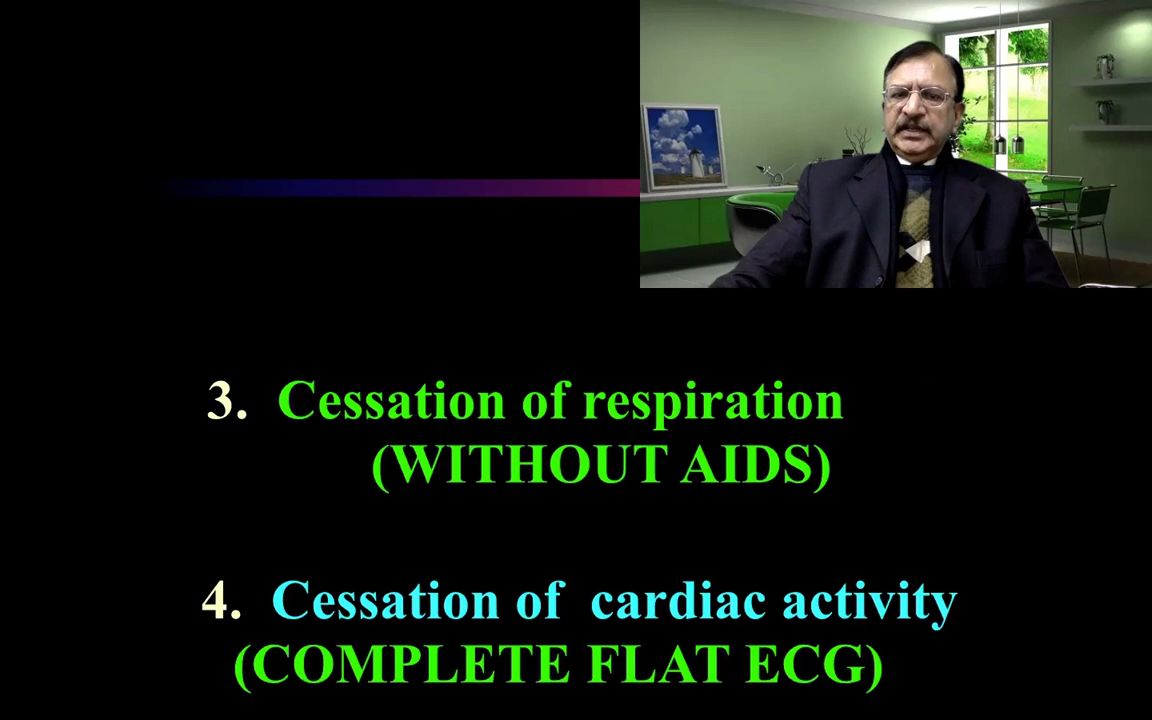 3. Cessation of respiration
(WITHOUT AIDS)
4. Cessation of cardiac activity
(COMPLETE FLAT ECG)